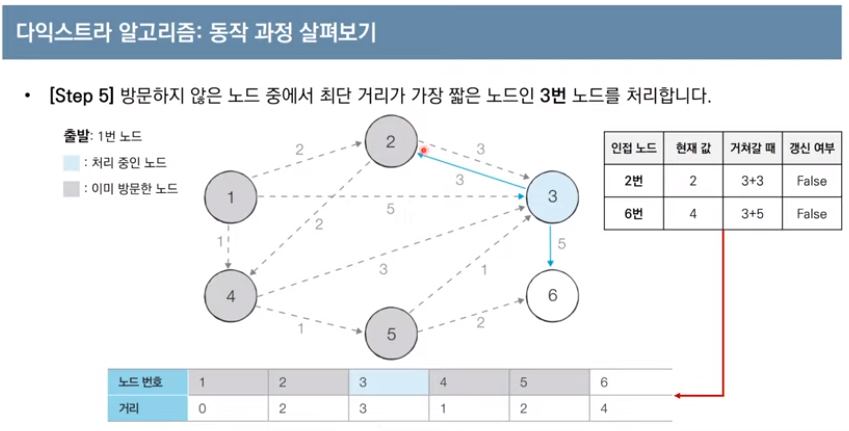 다익스트라 알고리즘: 동작 과정 살펴보기
• [Step 5] 방문하지 않은 노드 중에서 최단 거리가 가장 짧은 노드인 3번 노드를 처리합니다.
출발: 1번 노드
: 처리 중인 노드
: 이미 방문한 노드
1
2
3
4
5
6
2
3
3
5
2
1
3
1
1
2
5
인접 노드 현재 값 거쳐갈 때 갱신 여부
2번 2 3+3 False
6번 4 3+5 False
노드 번호 1 2 3 4 5 6
거리 0 2 3 1 2 4